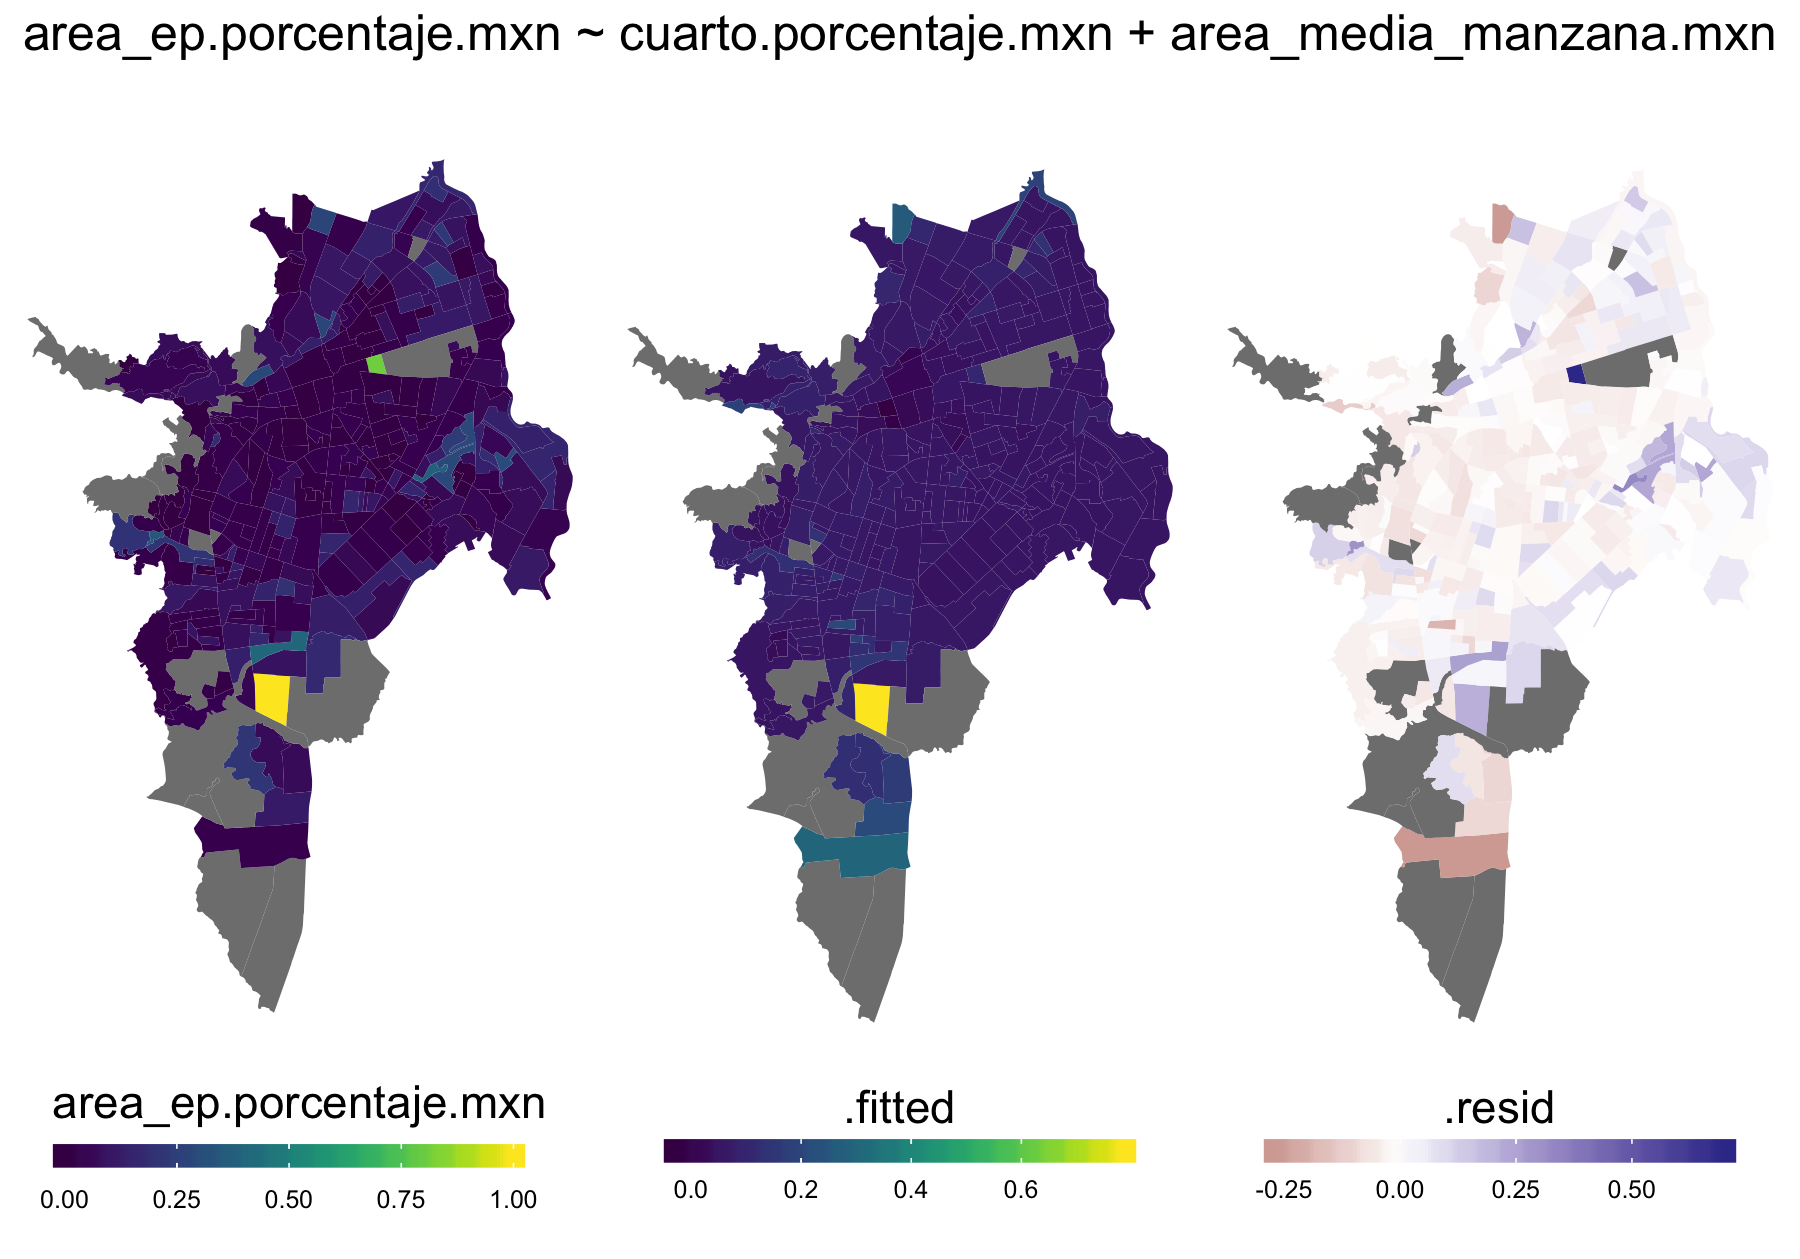 area_ep.porcentaje.mxn ~ cuarto.porcentaje.mxn + area_media_manzana.mxn
area_ep.porcentaje.mxn
0.00 0.25 0.50 0.75 1.00
.fitted
0.0 0.2 0.4 0.6
.resid
-0.25 0.00 0.25 0.50